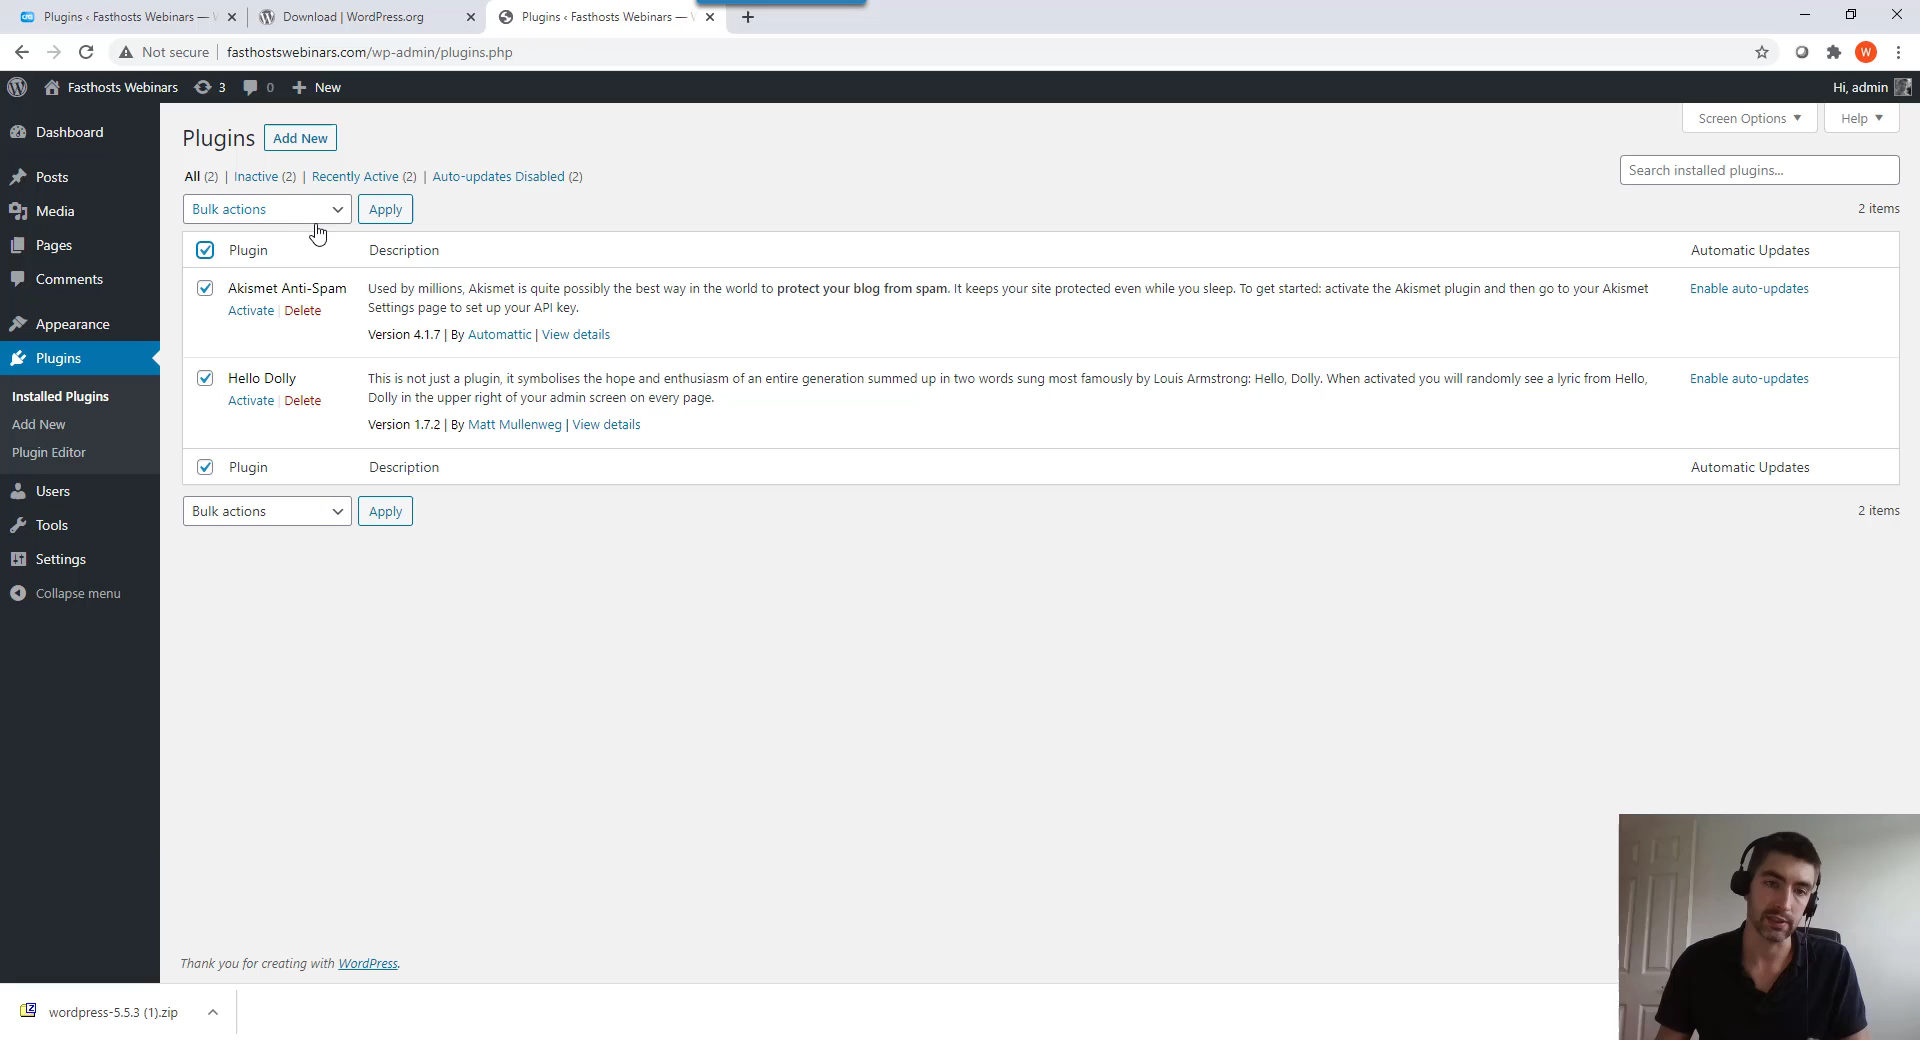 Plugins ‹ Fasthosts Webinars —
Download | WordPress.org
Plugins ‹ Fasthosts Webinars —
Not secure
fasthostswebinars.com/wp-admin/plugins.php
W
Fasthosts Webinars
3
0
New
Hi, admin
Dashboard
Posts
Media
Pages
Comments
Appearance
Plugins
Installed Plugins
Add New
Plugin Editor
Users
Tools
Settings
Collapse menu
Screen Options
Help
Plugins
Add New
All (2) | Inactive (2) | Recently Active (2) | Auto-updates Disabled (2)
Search installed plugins...
Bulk actions
Apply
2 items
Plugin
Description
Automatic Updates
Akismet Anti-Spam
Activate | Delete
Used by millions, Akismet is quite possibly the best way in the world to protect your blog from spam. It keeps your site protected even while you sleep. To get started: activate the Akismet plugin and then go to your Akismet
Settings page to set up your API key.
Version 4.1.7 | By Automattic | View details
Enable auto-updates
Hello Dolly
Activate | Delete
This is not just a plugin, it symbolises the hope and enthusiasm of an entire generation summed up in two words sung most famously by Louis Armstrong: Hello, Dolly. When activated you will randomly see a lyric from Hello,
Dolly in the upper right of your admin screen on every page.
Version 1.7.2 | By Matt Mullenweg | View details
Enable auto-updates
Plugin
Description
Automatic Updates
Bulk actions
Apply
2 items
Thank you for creating with WordPress.
wordpress-5.5.3 (1).zip